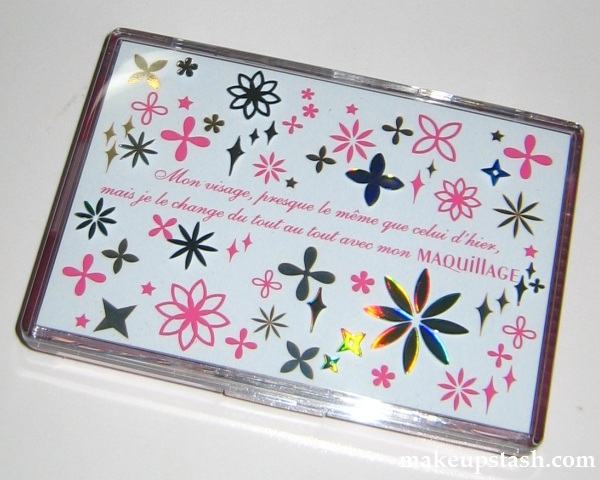 Mon visage, presque le même que celui d'hier,
mais je le change du tout au tout avec mon MAQUillAGE
makeupstash.com